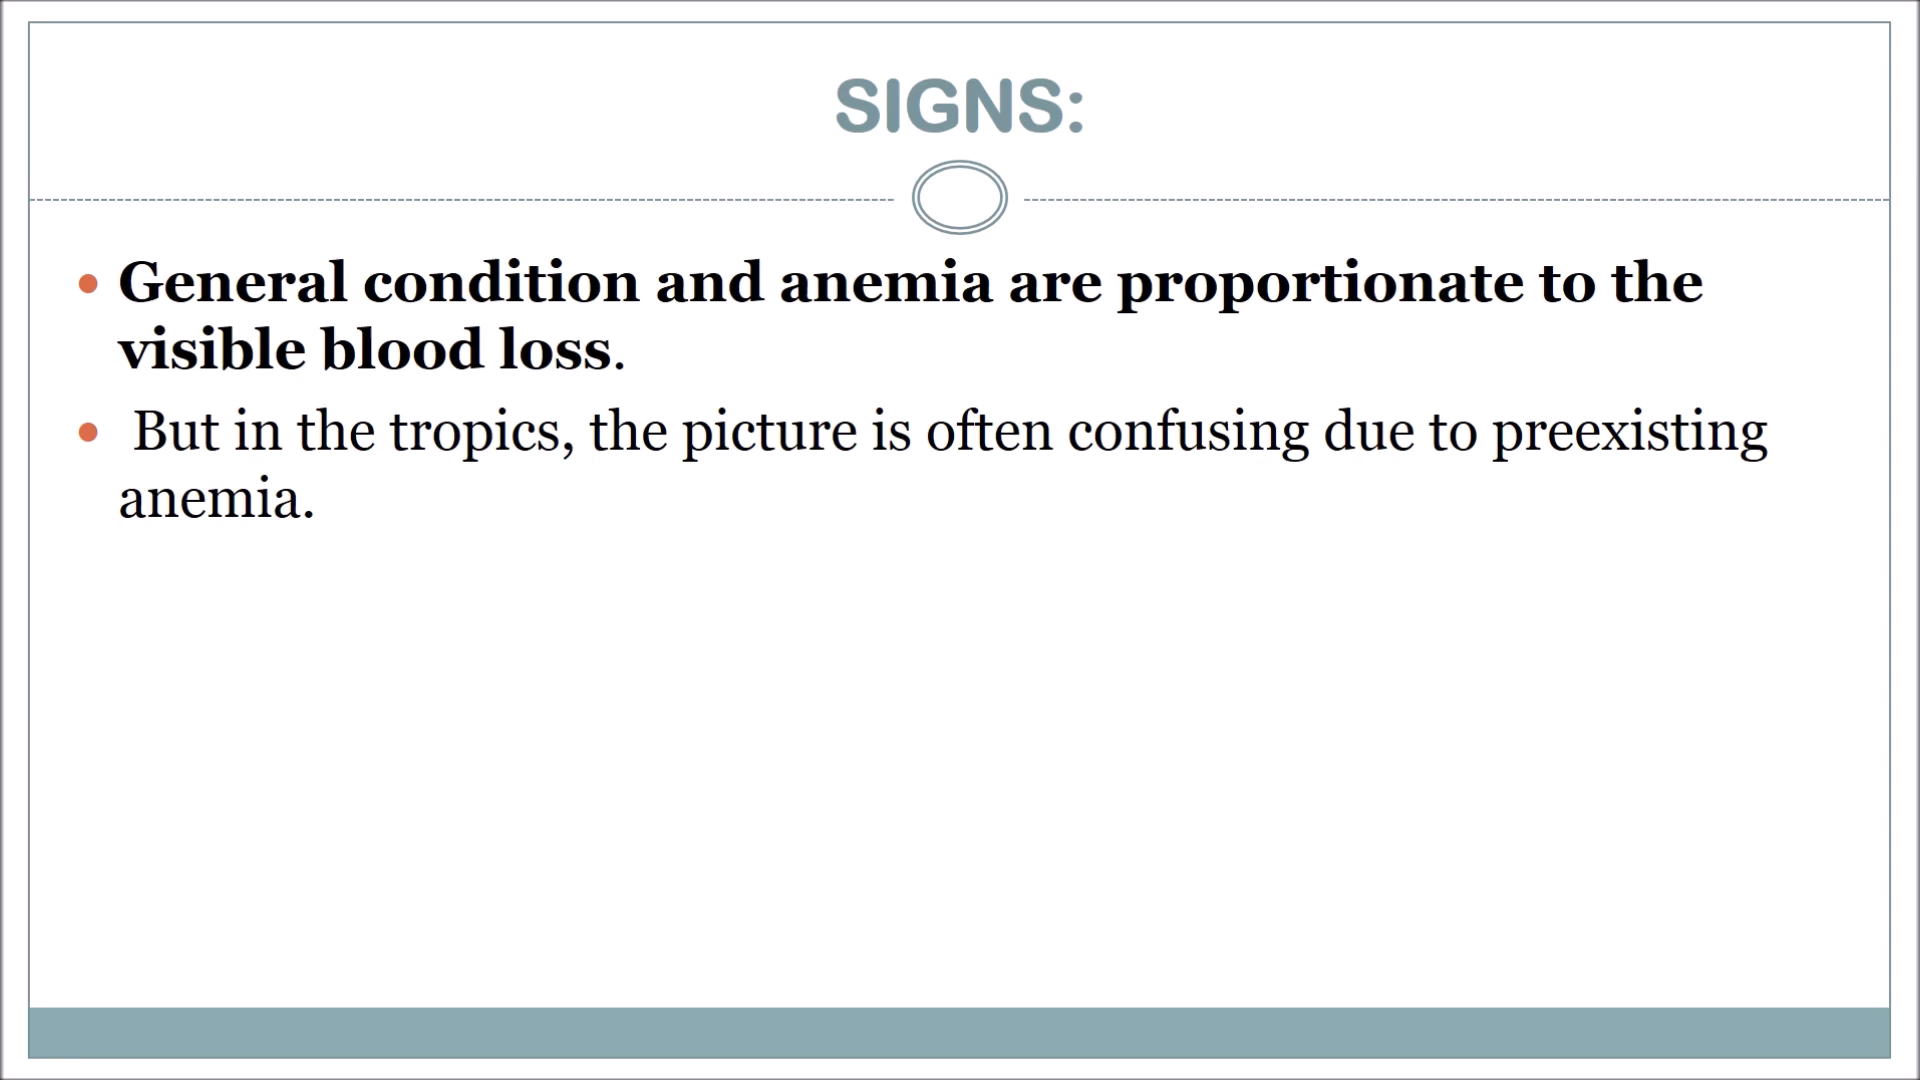 SIGNS:
• General condition and anemia are proportionate to the
visible blood loss.
• But in the tropics, the picture is often confusing due to preexisting
anemia.